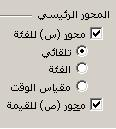 المحور الرئيسي
محور (س) للفئة
تلقائي
الفئة
مقياس الوقت
محور (ص) للقيمة